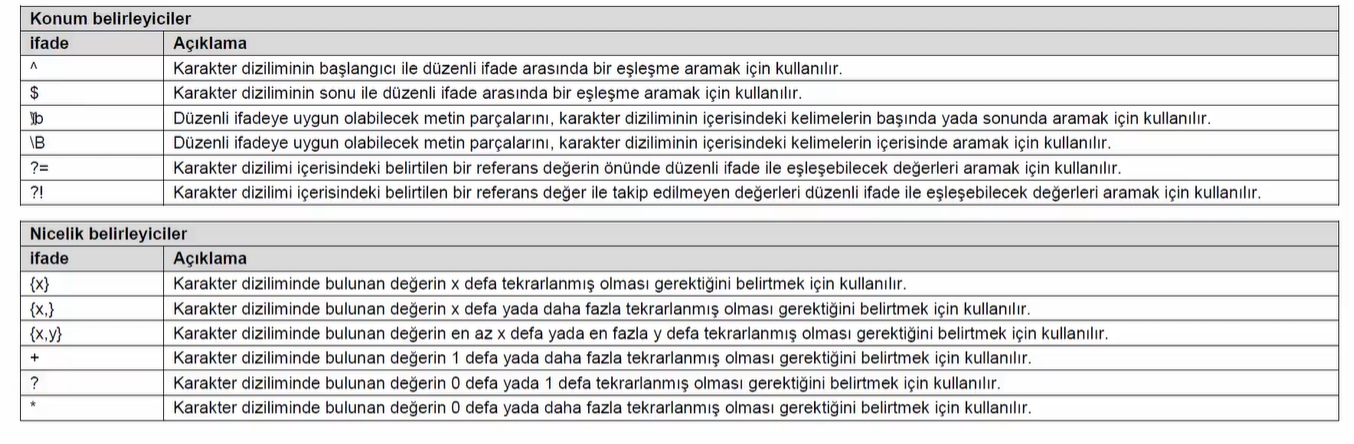 Konum belirleyiciler
ifade Açıklama
^ Karakter diziliminin başlangıcı ile düzenli ifade arasında bir eşleşme aramak için kullanılır.
$ Karakter diziliminin sonu ile düzenli ifade arasında bir eşleşme aramak için kullanılır.
\b Düzenli ifadeye uygun olabilecek metin parçalarını, karakter diziliminin içerisindeki kelimelerin başında yada sonunda aramak için kullanılır.
\B Düzenli ifadeye uygun olabilecek metin parçalarını, karakter diziliminin içerisindeki kelimelerin içerisinde aramak için kullanılır.
?= Karakter dizilimi içerisindeki belirtilen bir referans değerin önünde düzenli ifade ile eşleşebilecek değerleri aramak için kullanılır.
?! Karakter dizilimi içerisindeki belirtilen bir referans değer ile takip edilmeyen değerleri düzenli ifade ile eşleşebilecek değerleri aramak için kullanılır.
Nicelik belirleyiciler
ifade Açıklama
{x} Karakter diziliminde bulunan değerin x defa tekrarlanmış olması gerektiğini belirtmek için kullanılır.
{x,} Karakter diziliminde bulunan değerin x defa yada daha fazla tekrarlanmış olması gerektiğini belirtmek için kullanılır.
{x,y} Karakter diziliminde bulunan değerin en az x defa yada en fazla y defa tekrarlanmış olması gerektiğini belirtmek için kullanılır.
+ Karakter diziliminde bulunan değerin 1 defa yada daha fazla tekrarlanmış olması gerektiğini belirtmek için kullanılır.
? Karakter diziliminde bulunan değerin 0 defa yada 1 defa tekrarlanmış olması gerektiğini belirtmek için kullanılır.
* Karakter diziliminde bulunan değerin 0 defa yada daha fazla tekrarlanmış olması gerektiğini belirtmek için kullanılır.